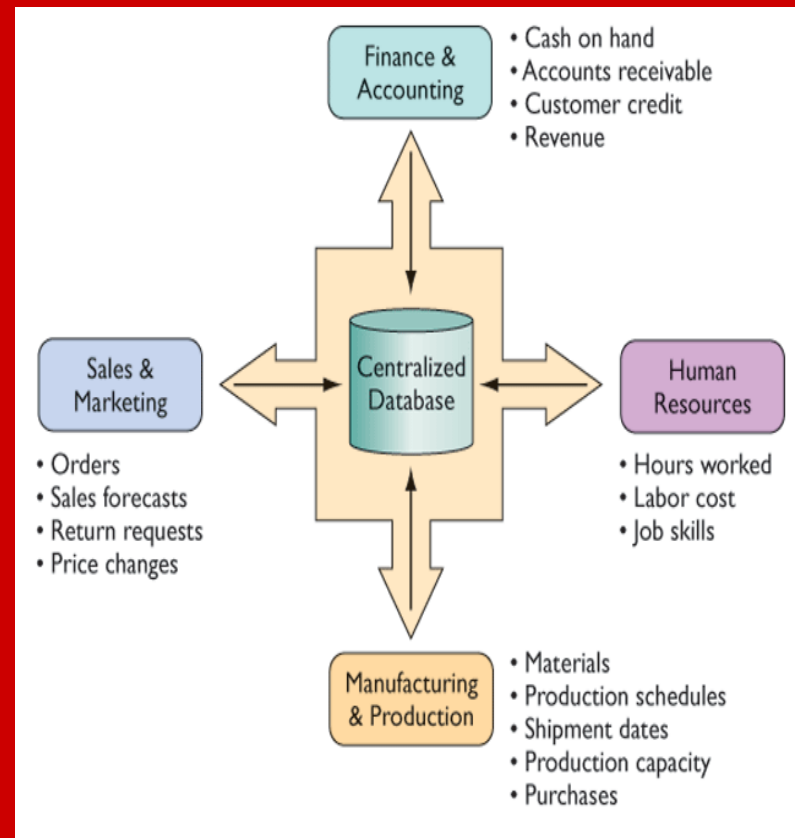 Finance &
Accounting
• Cash on hand
• Accounts receivable
• Customer credit
• Revenue
Sales &
Marketing
• Orders
• Sales forecasts
• Return requests
• Price changes
Centralized
Database
Human
Resources
• Hours worked
• Labor cost
• Job skills
Manufacturing
& Production
• Materials
• Production schedules
• Shipment dates
• Production capacity
• Purchases